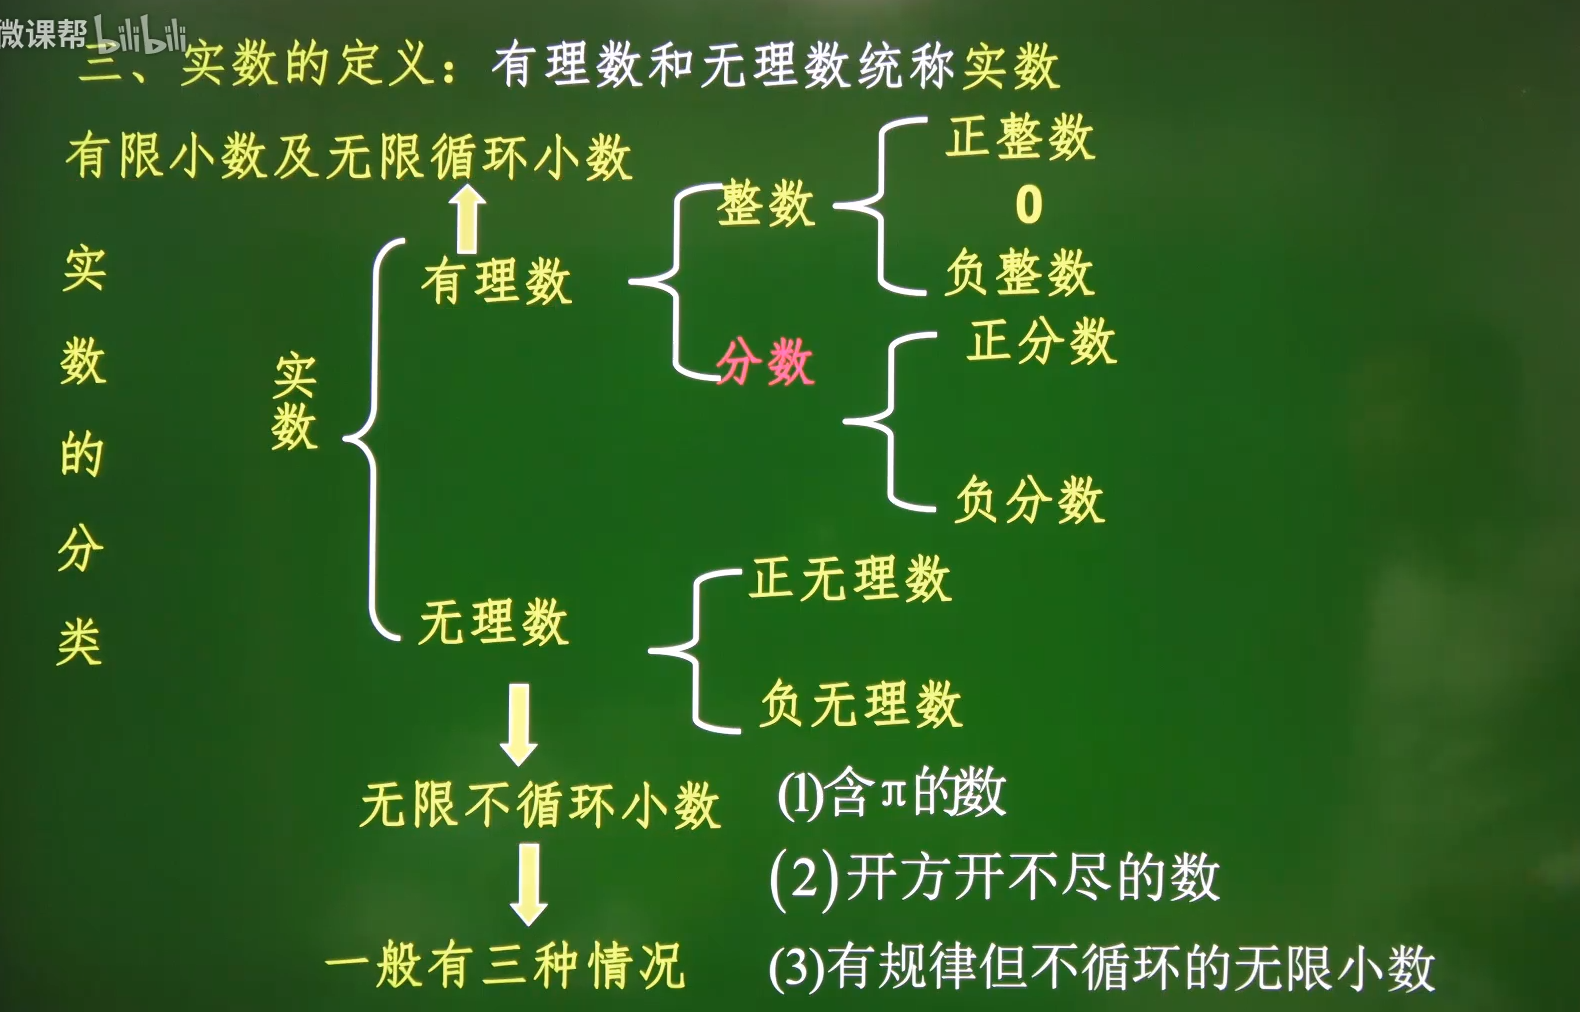 微课帮 bilibili
三、实数的定义：有理数和无理数统称实数
有限小数及无限循环小数
实数的分类
实数
有理数
整数
正整数
0
负整数
分数
正分数
负分数
无理数
正无理数
负无理数
无限不循环小数
一般有三种情况
(1)含π的数
(2)开方开不尽的数
(3)有规律但不循环的无限小数